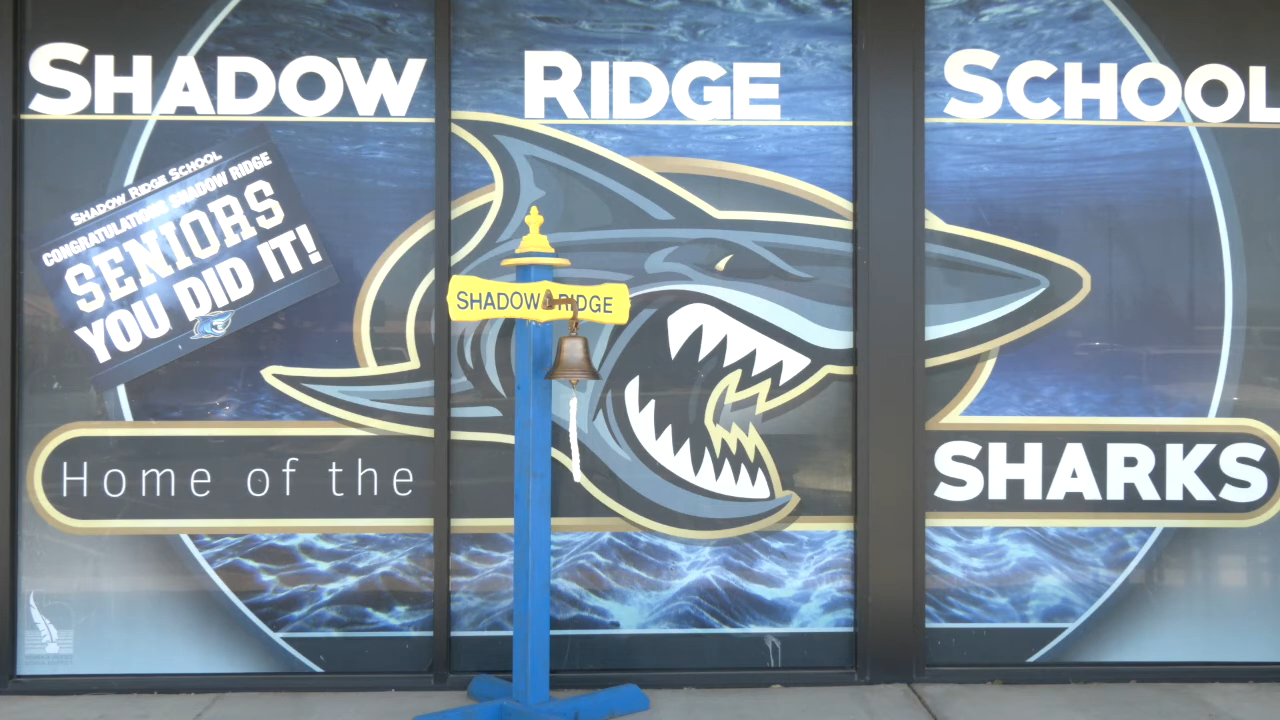 SHADOW RIDGE SCHOOL
SHADOW RIDGE SCHOOL
CONGRATULATIONS SHADOW RIDGE
SENIORS
YOU DID IT!
SHADOW RIDGE
Home of the SHARKS